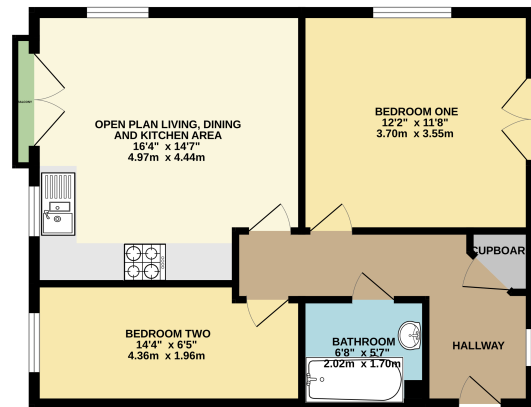 OPEN PLAN LIVING, DINING
AND KITCHEN AREA
16'4" x 14'7"
4.97m x 4.44m
BEDROOM ONE
12'2" x 11'8"
3.70m x 3.55m
CUPBOAR
BEDROOM TWO
14'4" x 6'5"
4.36m x 1.96m
BATHROOM
6'8" x 5'7"
2.02m x 1.70m
HALLWAY